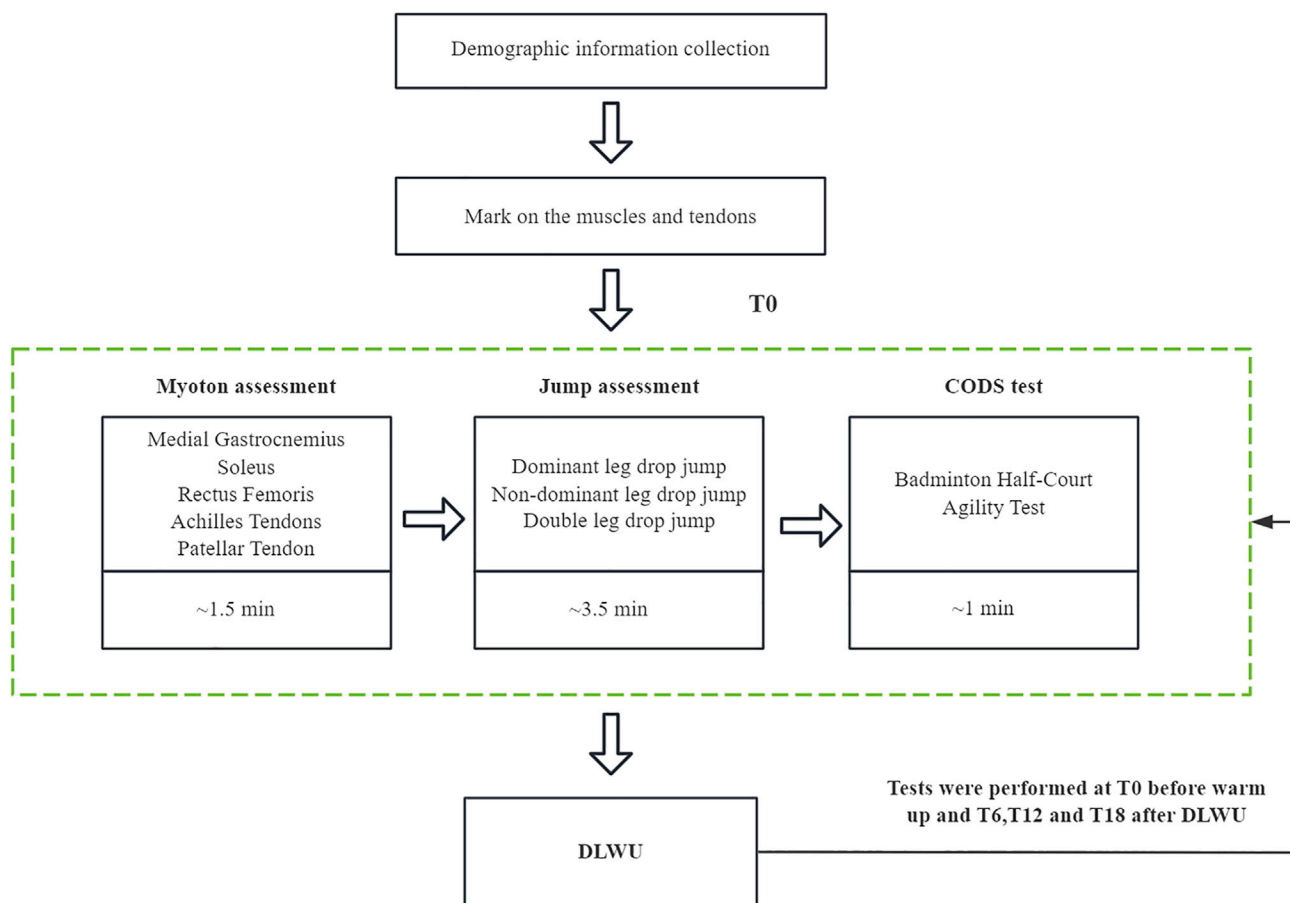 Demographic information collection
Mark on the muscles and tendons
T0
Myoton assessment
Medial Gastrocnemius
Soleus
Rectus Femoris
Achilles Tendons
Patellar Tendon
~1.5 min
Jump assessment
Dominant leg drop jump
Non-dominant leg drop jump
Double leg drop jump
~3.5 min
CODS test
Badminton Half-Court
Agility Test
~1 min
DLWU
Tests were performed at T0 before warm
up and T6,T12 and T18 after DLWU